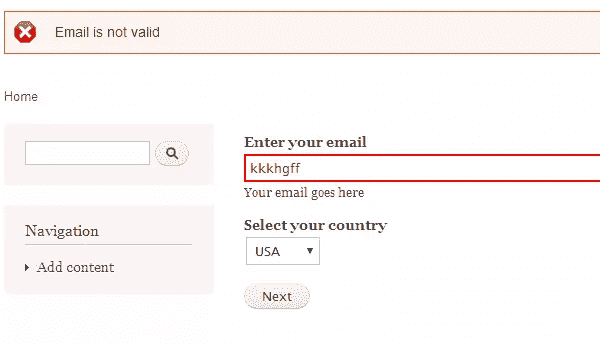 Email is not valid
Home
Navigation
Add content
Enter your email
kkkhgff
Your email goes here
Select your country
USA
Next